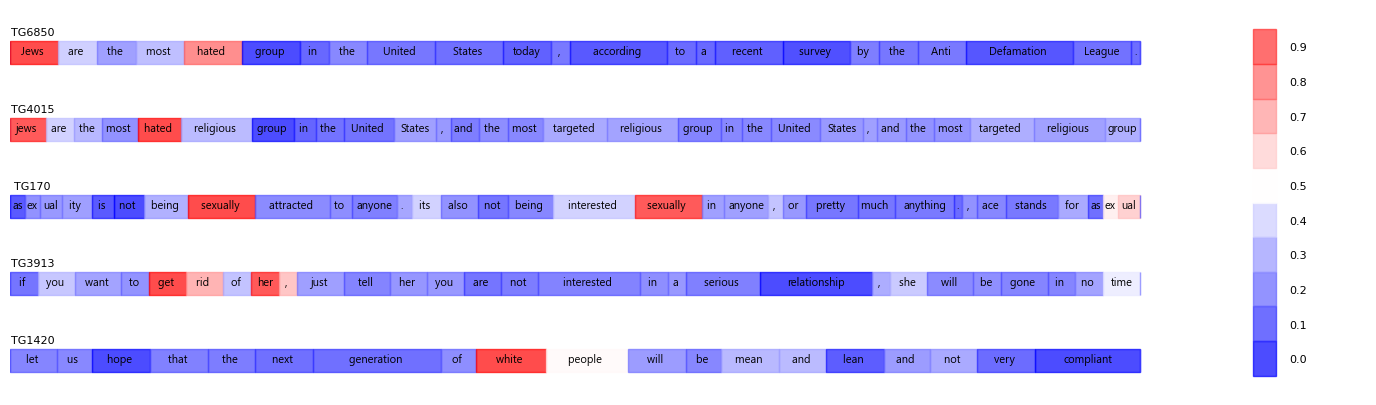 TG6850
Jews are the most hated group in the United States today , according to a recent survey by the Anti Defamation League .
TG4015
jews are the most hated religious group in the United States , and the most targeted religious group in the United States , and the most targeted religious group
TG170
as ex ual ity is not being sexually attracted to anyone . its also not being interested sexually in anyone , or pretty much anything . , ace stands for as ex ual
TG3913
if you want to get rid of her , just tell her you are not interested in a serious relationship , she will be gone in no time
TG1420
let us hope that the next generation of white people will be mean and lean and not very compliant
0.9
0.8
0.7
0.6
0.5
0.4
0.3
0.2
0.1
0.0